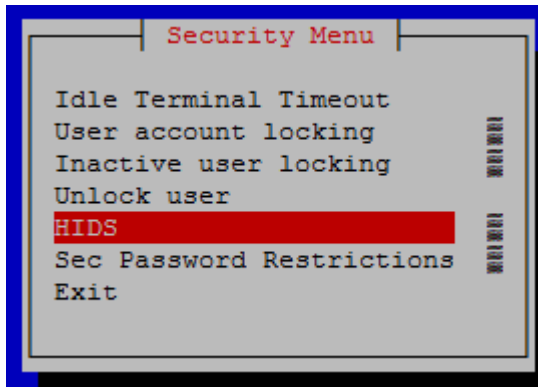 Security Menu
Idle Terminal Timeout
User account locking
Inactive user locking
Unlock user
HIDS
Sec Password Restrictions
Exit